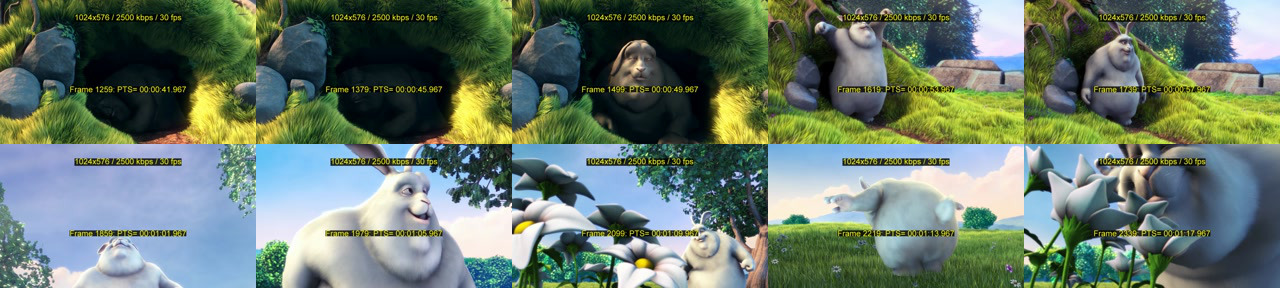 1024x576 / 2500 kbps / 30 fps
1024x576 / 2500 kbps / 30 fps
1024x576 / 2500 kbps / 30 fps
1024x576 / 2500 kbps / 30 fps
1024x576 / 2500 kbps / 30 fps
Frame 1259: PTS= 00:00:41.967
Frame 1379: PTS= 00:00:45.967
Frame 1499: PTS= 00:00:49.967
Frame 1619: PTS= 00:00:53.967
Frame 1739: PTS= 00:00:57.967
1024x576 / 2500 kbps / 30 fps
1024x576 / 2500 kbps / 30 fps
1024x576 / 2500 kbps / 30 fps
1024x576 / 2500 kbps / 30 fps
1024x576 / 2500 kbps / 30 fps
Frame 1859: PTS= 00:01:01.967
Frame 1979: PTS= 00:01:05.967
Frame 2099: PTS= 00:01:09.967
Frame 2219: PTS= 00:01:13.967
Frame 2339: PTS= 00:01:17.967